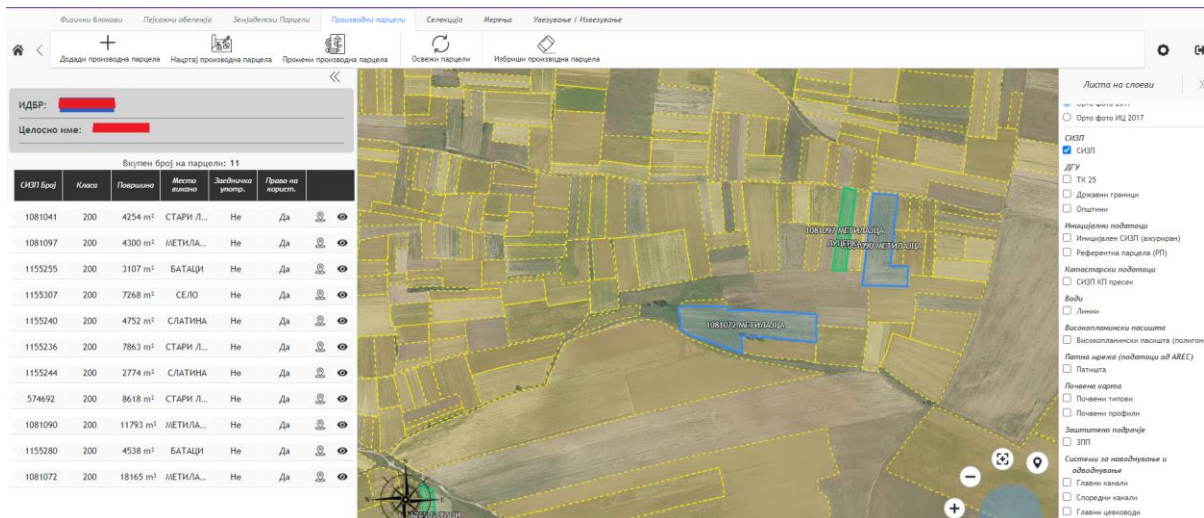 Физички блокови Пејсажни обележја Земјоделски Парцели Производни парцели Селекција Мерења Увезување / Извезување
Додади производна парцела Нацртај производна парцела Промени производна парцела Освежи парцели Избриши производна парцела
ИДБР:
Целосно име:
Вкупен број на парцели: 11
СИЗП Број Класа Површина Место викано Заедничка употр. Право на корист.
1081041 200 4254 m² СТАРИ Л... Не Да
1081097 200 4300 m² МЕТИЛА... Не Да
1155255 200 3107 m² БАТАЦИ Не Да
1155307 200 7268 m² СЕЛО Не Да
1155240 200 4752 m² СЛАТИНА Не Да
1155236 200 7863 m² СТАРИ Л... Не Да
1155244 200 2774 m² СЛАТИНА Не Да
574692 200 8618 m² СТАРИ Л... Не Да
1081090 200 11793 m² МЕТИЛА... Не Да
1155280 200 4538 m² БАТАЦИ Не Да
1081072 200 18165 m² МЕТИЛА... Не Да
1081097 МЕТИЛАЈЦА
МЕТИЛАЈЦА
1081072 МЕТИЛАЈЦА
W E
Листа на слоеви
Орто фото 2017
Орто фото ИЦ 2017
СИЗП
СИЗП
ДГУ
ТК 25
Државни граници
Општини
Иницијални податоци
Иницијален СИЗП (ажуриран)
Референтна парцела (РП)
Катастарски податоци
СИЗП КП пресек
Води
Линии
Високопланински пасишта
Високопланински пасишта (полигон
Патна мрежа (податоци од AREC)
Патишта
Почвена карта
Почвени типови
Почвени профили
Заштитено подрачје
ЗПП
Системи за наводнување и
одводнување
Главни канали
Споредни канали
Главни цевководи